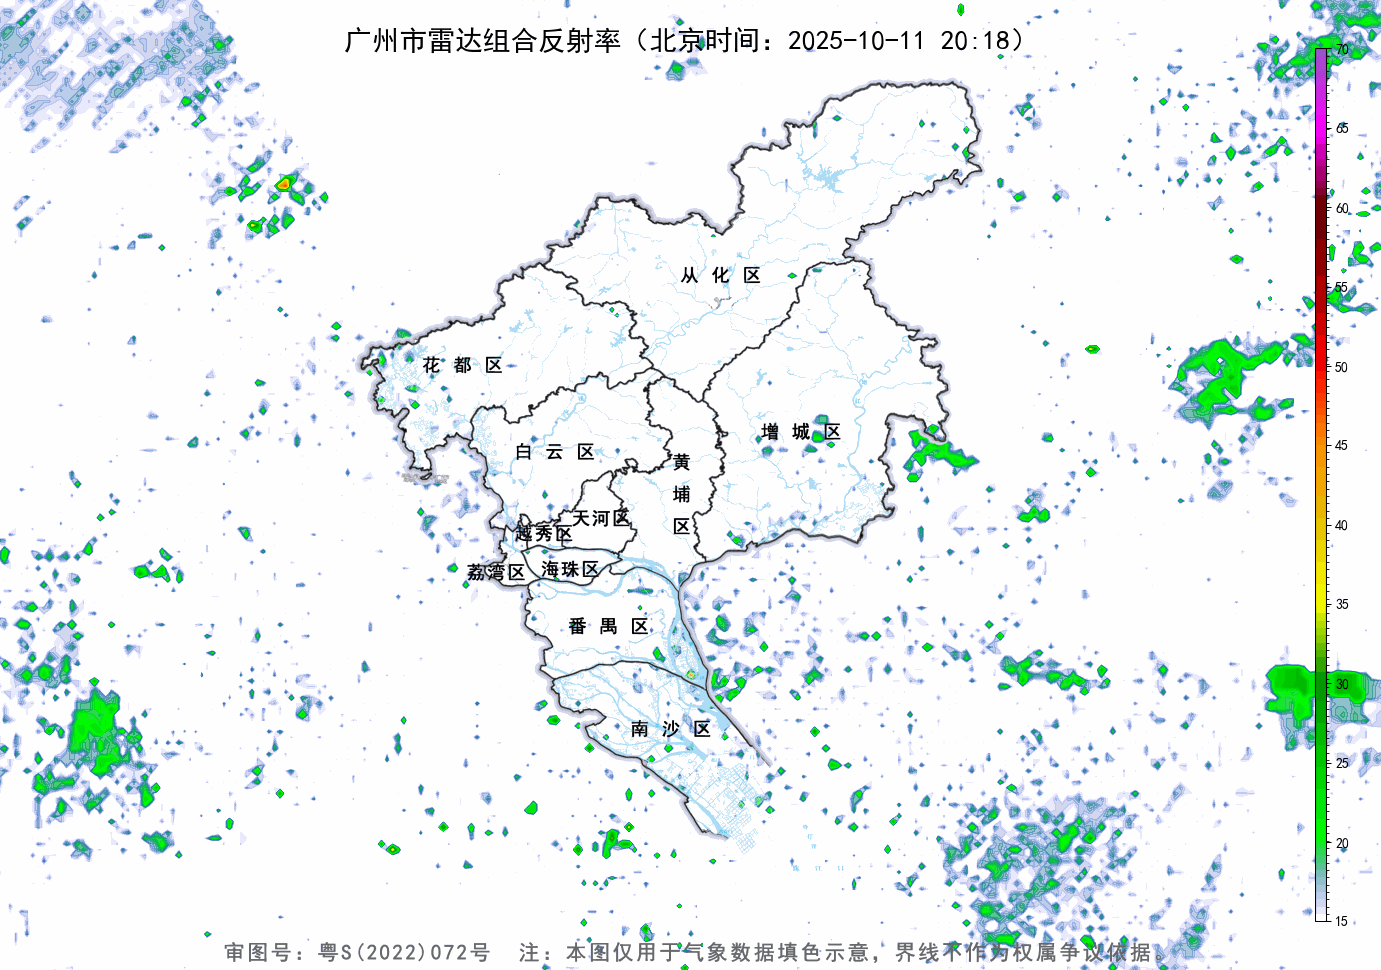 广州市雷达组合反射率（北京时间：2025-10-11 20:18）
70
65
60
55
50
45
40
35
30
25
20
15
从化区
花都区
增城区
白云区
黄埔区
天河区
越秀区
荔湾区
海珠区
番禺区
南沙区
审图号：粤S(2022)072号 注：本图仅用于气象数据填色示意，界线不作为权属争议依据。